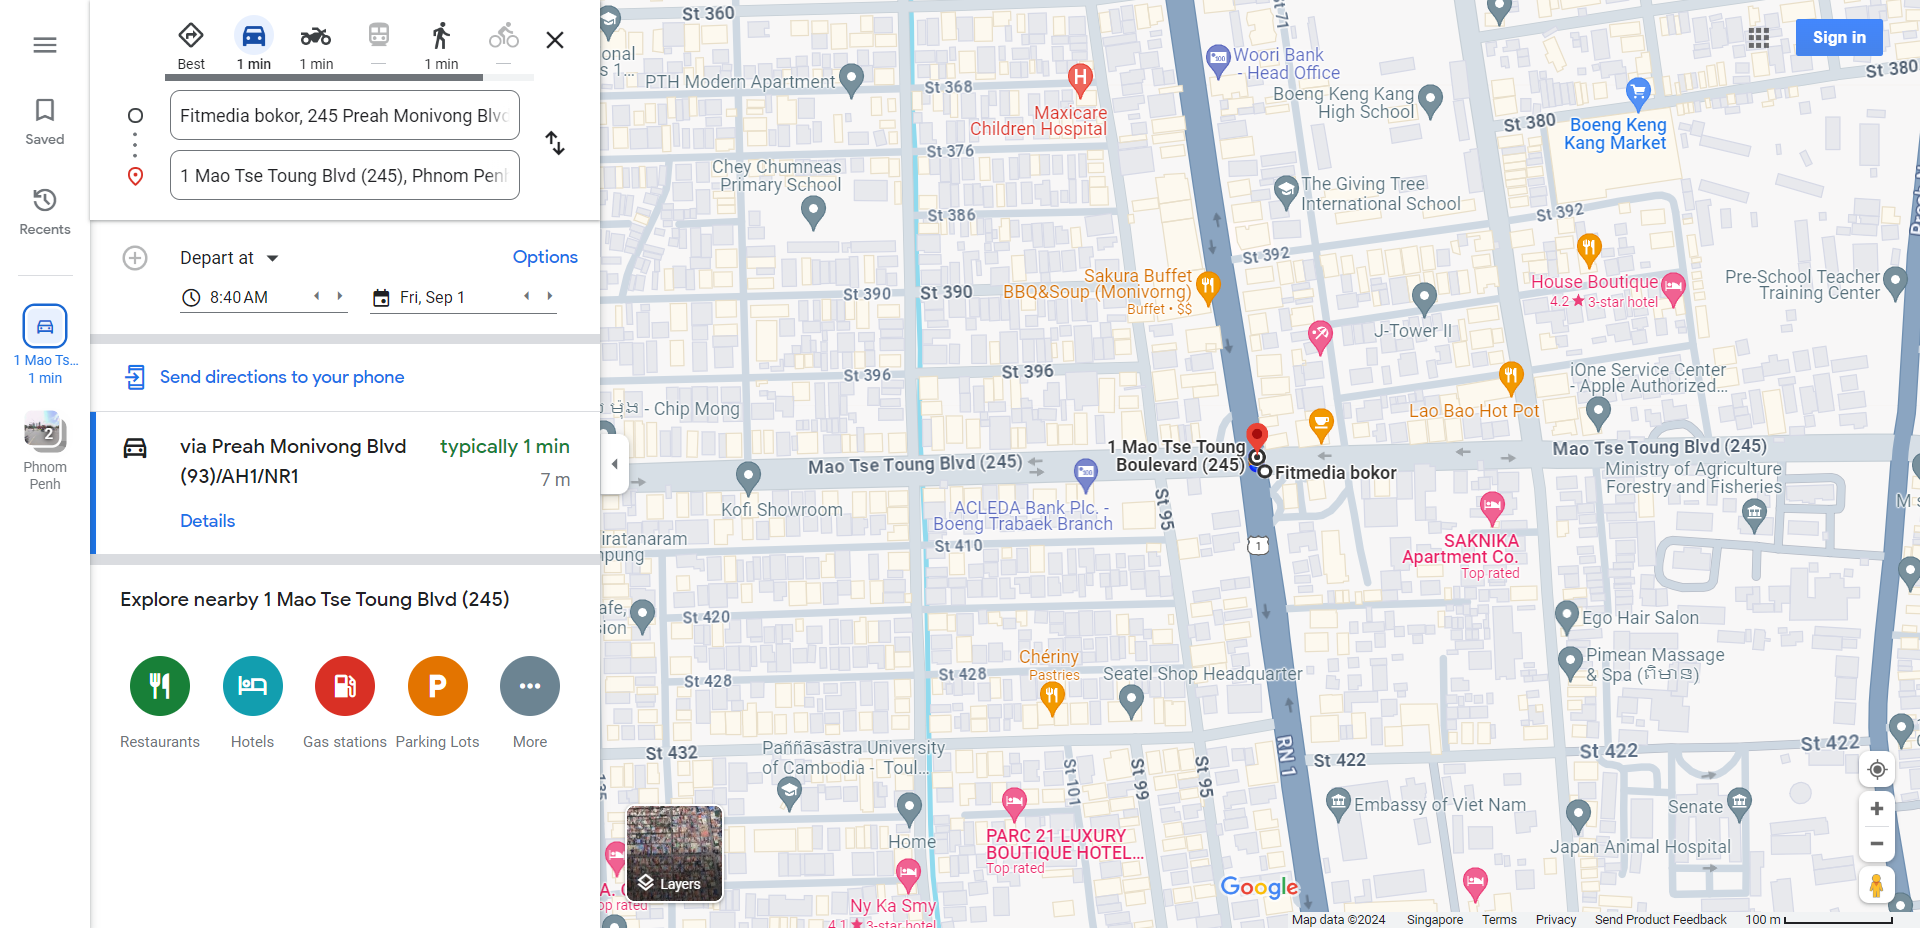 Saved
Recents
1 Mao Ts...
1 min
2
Phnom
Penh
Best
1 min
1 min
—
1 min
—
Fitmedia bokor, 245 Preah Monivong Blvd
1 Mao Tse Toung Blvd (245), Phnom Penh
Depart at
Options
8:40 AM
Fri, Sep 1
Send directions to your phone
via Preah Monivong Blvd
(93)/AH1/NR1
typically 1 min
7 m
Details
Explore nearby 1 Mao Tse Toung Blvd (245)
Restaurants
Hotels
Gas stations
Parking Lots
P
More
Sign in
St 360
St 71
Woori Bank
- Head Office
PTH Modern Apartment
St 368
H
Maxicare
Children Hospital
Boeng Keng Kang
High School
St 380
St 380
Boeng Keng
Kang Market
St 376
Chey Chumneas
Primary School
The Giving Tree
International School
St 386
St 392
St 392
Sakura Buffet
BBQ&Soup (Monivorng)
Buffet • $$
St 390
St 390
House Boutique
4.2 ★ 3-star hotel
Pre-School Teacher
Training Center
J-Tower II
St 396
St 396
iOne Service Center
- Apple Authorized...
- Chip Mong
Lao Bao Hot Pot
1 Mao Tse Toung
Boulevard (245)
Fitmedia bokor
Mao Tse Toung Blvd (245)
Mao Tse Toung Blvd (245)
Ministry of Agriculture
Forestry and Fisheries
Kofi Showroom
ACLEDA Bank Plc. -
Boeng Trabaek Branch
St 95
SAKNIKA
Apartment Co.
Top rated
iratanaram
St 410
1
St 420
Ego Hair Salon
Chériny
Pastries
St 428
St 428
Seatel Shop Headquarter
Pimean Massage
& Spa (ពិមាន)
St 432
RN 1
St 422
St 422
St 422
Paññāsāstra University
of Cambodia - Toul...
St 101
St 99
St 95
Home
PARC 21 LUXURY
BOUTIQUE HOTEL...
Top rated
Embassy of Viet Nam
Senate
Japan Animal Hospital
Layers
Ny Ka Smy
4.1 ★ 3-star hotel
Google
Map data ©2024
Singapore
Terms
Privacy
Send Product Feedback
100 m